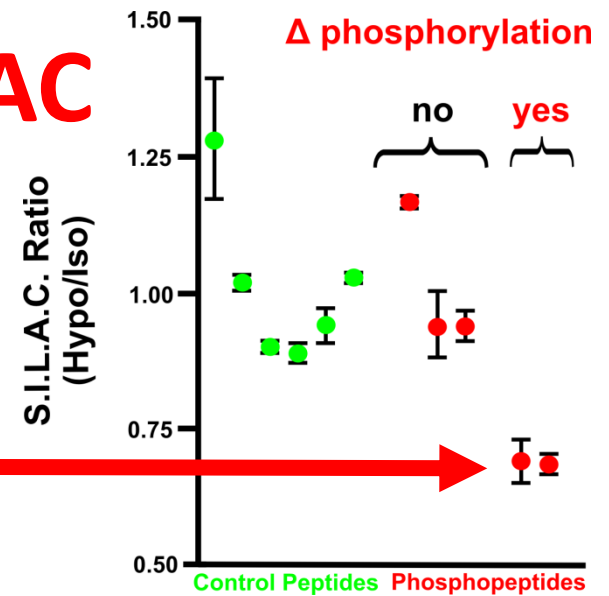 1.50
Δ phosphorylation
AC
no
yes
1.25
S.I.L.A.C. Ratio
(Hypo/Iso)
1.00
0.75
0.50
Control Peptides
Phosphopeptides